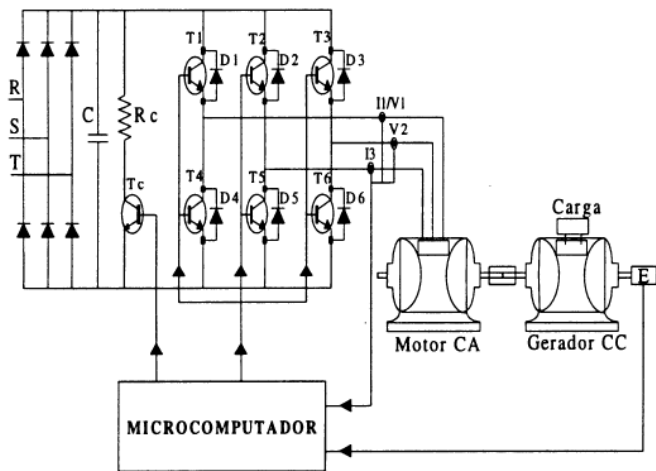 T1
T2
T3
D1
D2
D3
R
S
T
C
Rc
I1/V1
V2
I3
Tc
T4
T5
T6
D4
D5
D6
Carga
E
Motor CA
Gerador CC
MICROCOMPUTADOR